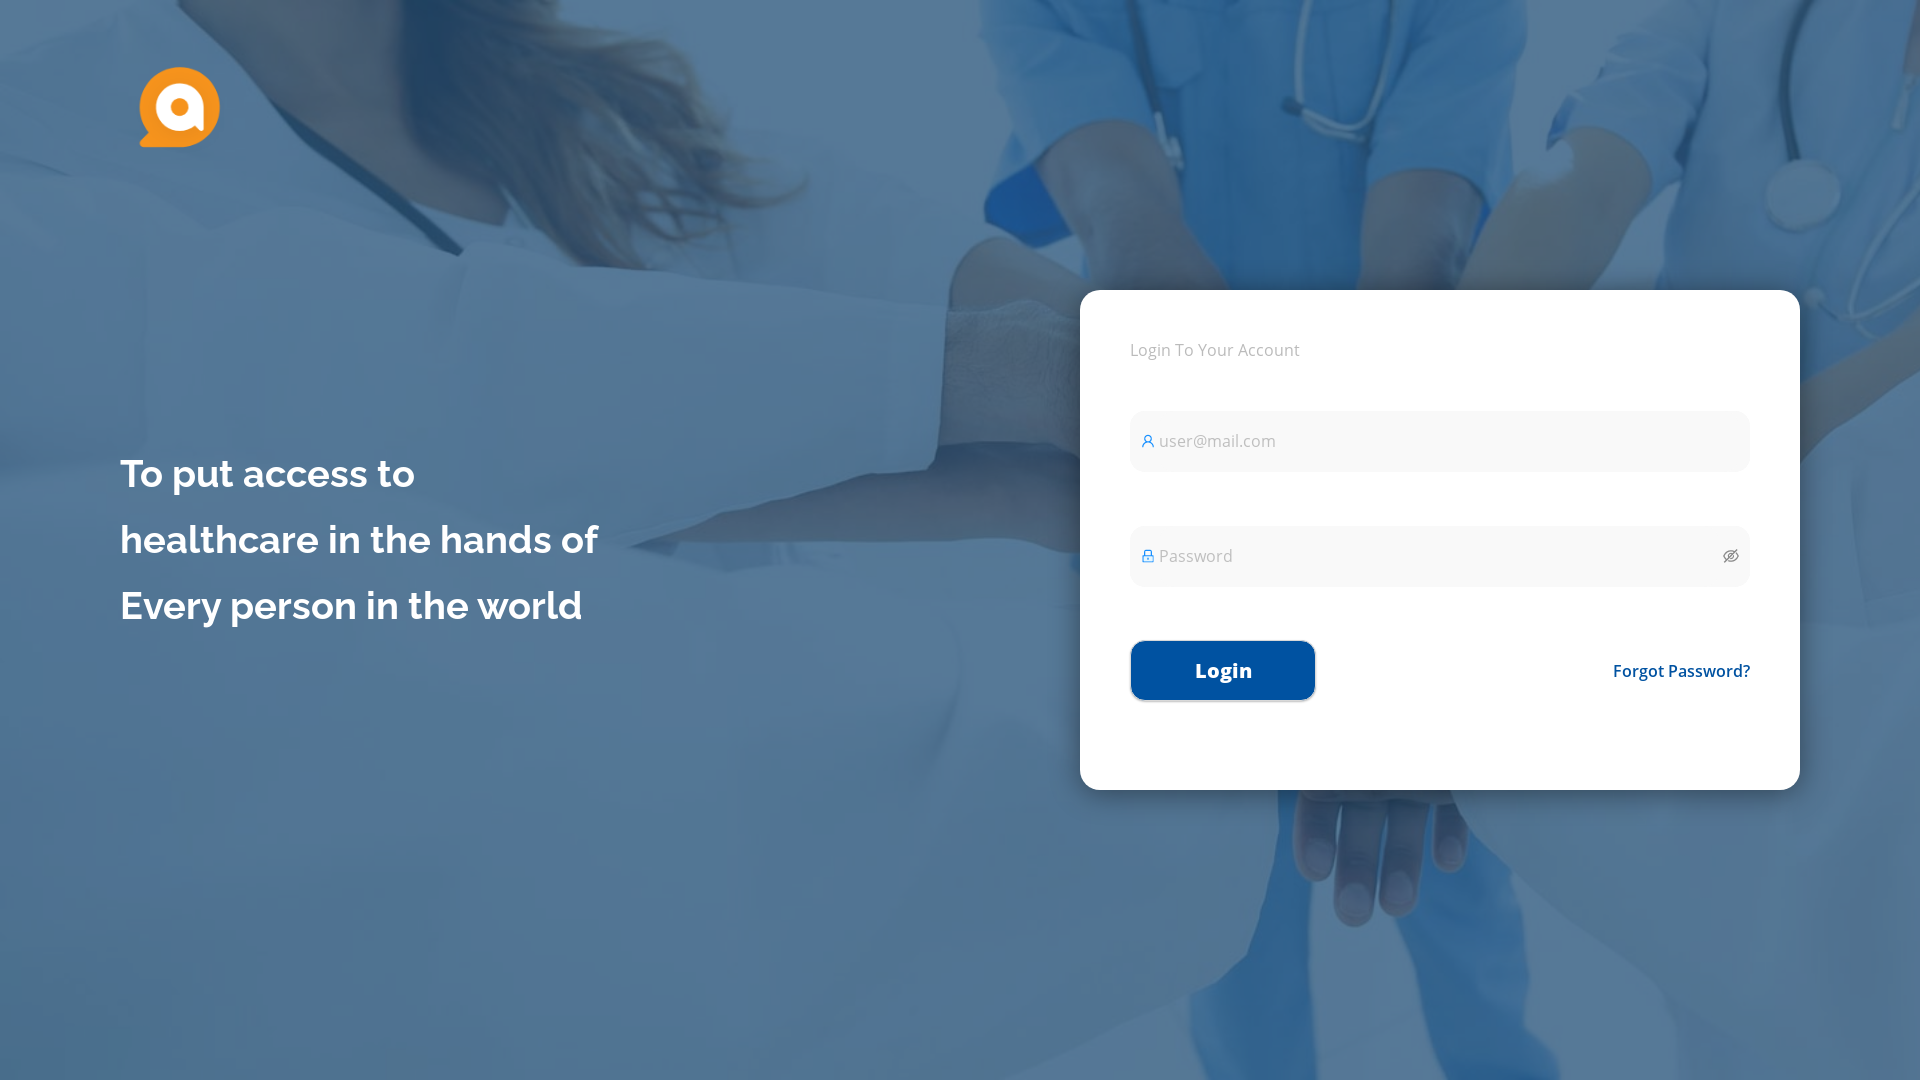 To put access to
healthcare in the hands of
Every person in the world
Login To Your Account
user@mail.com
Password
Login
Forgot Password?